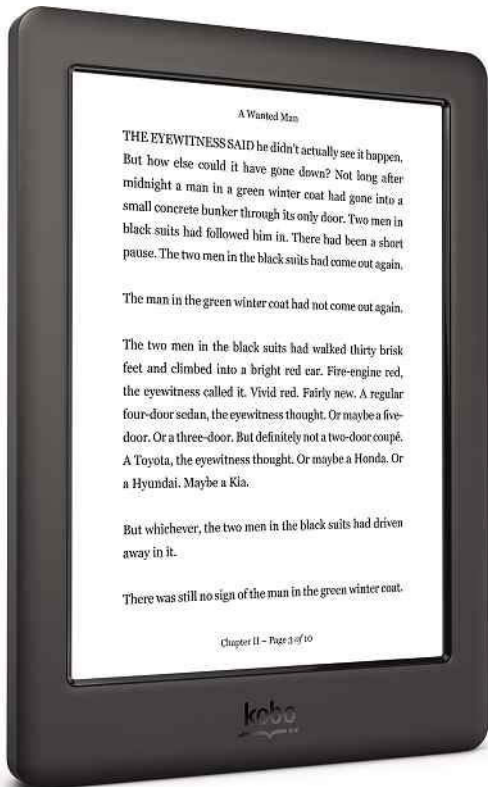 A Wanted Man
THE EYEWITNESS SAID he didn't actually see it happen.
But how else could it have gone down? Not long after
midnight a man in a green winter coat had gone into a
small concrete bunker through its only door. Two men in
black suits had followed him in. There had been a short
pause. The two men in the black suits had come out again.
The man in the green winter coat had not come out again.
The two men in the black suits had walked thirty brisk
feet and climbed into a bright red car. Fire-engine red,
the eyewitness called it. Vivid red. Fairly new. A regular
four-door sedan, the eyewitness thought. Or maybe a five-
door. Or a three-door. But definitely not a two-door coupé.
A Toyota, the eyewitness thought. Or maybe a Honda. Or
a Hyundai. Maybe a Kia.
But whichever, the two men in the black suits had driven
away in it.
There was still no sign of the man in the green winter coat.
Chapter II – Page 3 of 10
kobo